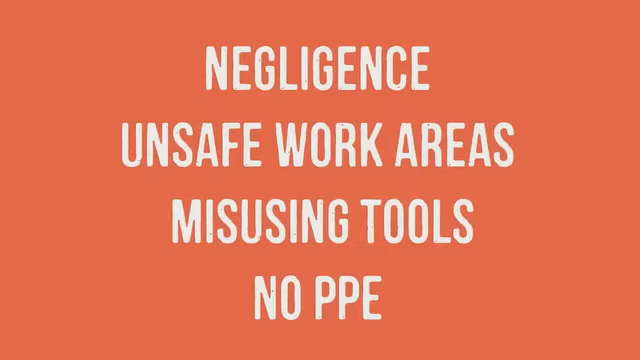 NEGLIGENCE
UNSAFE WORK AREAS
MISUSING TOOLS
NO PPE